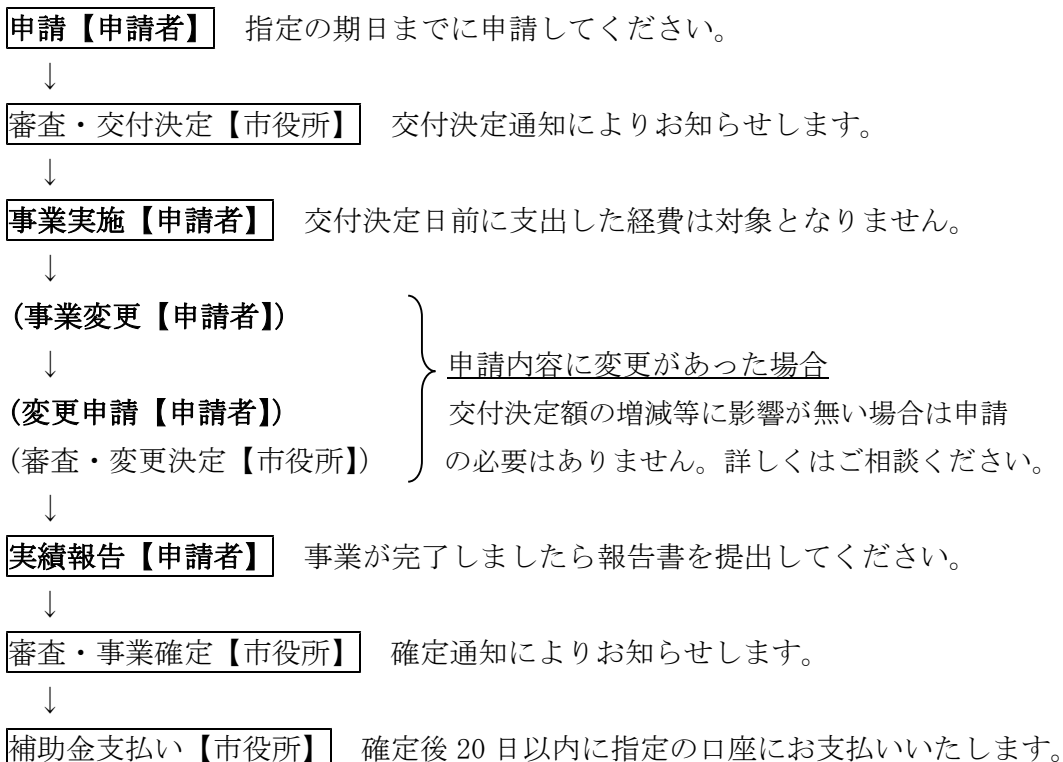 申請【申請者】 指定の期日までに申請してください。
↓
審査・交付決定【市役所】 交付決定通知によりお知らせします。
↓
事業実施【申請者】 交付決定日前に支出した経費は対象となりません。
↓
(事業変更【申請者】)
↓ 申請内容に変更があった場合
(変更申請【申請者】) 交付決定額の増減等に影響が無い場合は申請
(審査・変更決定【市役所】) の必要はありません。詳しくはご相談ください。
↓
実績報告【申請者】 事業が完了しましたら報告書を提出してください。
↓
審査・事業確定【市役所】 確定通知によりお知らせします。
↓
補助金支払い【市役所】 確定後 20 日以内に指定の口座にお支払いいたします。